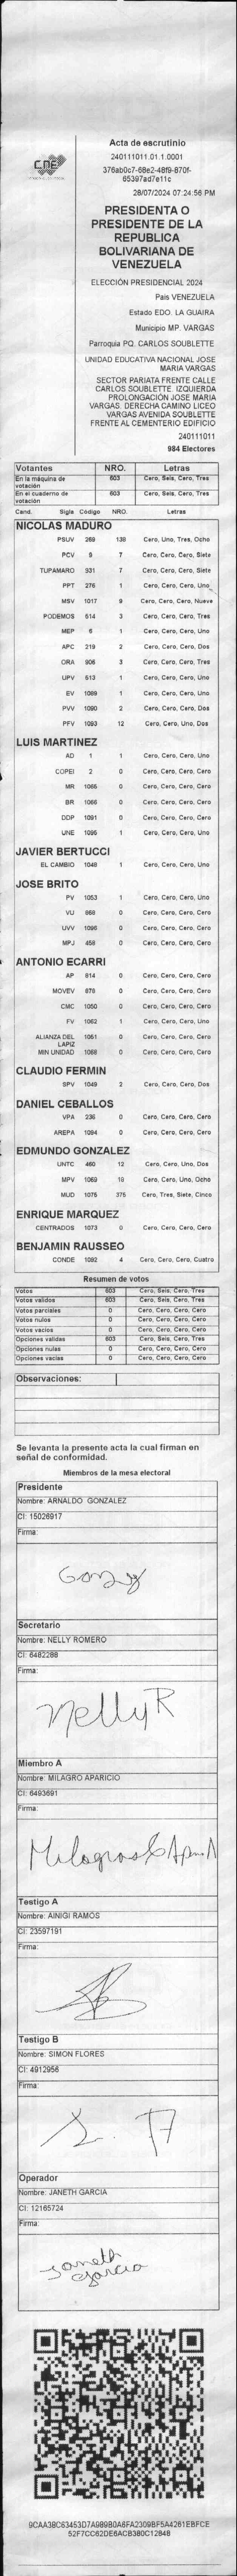 CNE
Acta de escrutinio
240111011.01.1.0001
376ab0c7-68e2-48f9-870f-
65397ad7e11c
28/07/2024 07:24:56 PM
PRESIDENTA O
PRESIDENTE DE LA
REPUBLICA
BOLIVARIANA DE
VENEZUELA
ELECCIÓN PRESIDENCIAL 2024
Pais VENEZUELA
Estado EDO. LA GUAIRA
Municipio MP. VARGAS
Parroquia PQ. CARLOS SOUBLETTE
UNIDAD EDUCATIVA NACIONAL JOSE
MARIA VARGAS
SECTOR PARIATA FRENTE CALLE
CARLOS SOUBLETTE. IZQUIERDA
PROLONGACIÓN JOSE MARIA
VARGAS. DERECHA CAMINO LICEO
VARGAS AVENIDA SOUBLETTE
FRENTE AL CEMENTERIO EDIFICIO
240111011
984 Electores
Votantes NRO. Letras
En la máquina de votación 603 Cero, Seis, Cero, Tres
En el cuaderno de votación 603 Cero, Seis, Cero, Tres
Cand. Sigla Código NRO. Letras
NICOLAS MADURO
PSUV 268 138 Cero, Uno, Tres, Ocho
PCV 9 7 Cero, Cero, Cero, Siete
TUPAMARO 931 7 Cero, Cero, Cero, Siete
PPT 276 1 Cero, Cero, Cero, Uno
MSV 1017 9 Cero, Cero, Cero, Nueve
PODEMOS 614 3 Cero, Cero, Cero, Tres
MEP 6 1 Cero, Cero, Cero, Uno
APC 219 2 Cero, Cero, Cero, Dos
ORA 906 3 Cero, Cero, Cero, Tres
UPV 613 1 Cero, Cero, Cero, Uno
EV 1089 1 Cero, Cero, Cero, Uno
PVV 1090 2 Cero, Cero, Cero, Dos
PFV 1093 12 Cero, Cero, Uno, Dos
LUIS MARTINEZ
AD 1 1 Cero, Cero, Cero, Uno
COPEI 2 0 Cero, Cero, Cero, Cero
MR 1065 0 Cero, Cero, Cero, Cero
BR 1066 0 Cero, Cero, Cero, Cero
DDP 1091 0 Cero, Cero, Cero, Cero
UNE 1095 1 Cero, Cero, Cero, Uno
JAVIER BERTUCCI
EL CAMBIO 1048 1 Cero, Cero, Cero, Uno
JOSE BRITO
PV 1053 1 Cero, Cero, Cero, Uno
VU 868 0 Cero, Cero, Cero, Cero
UVV 1096 0 Cero, Cero, Cero, Cero
MPJ 458 0 Cero, Cero, Cero, Cero
ANTONIO ECARRI
AP 814 0 Cero, Cero, Cero, Cero
MOVEV 879 0 Cero, Cero, Cero, Cero
CMC 1050 0 Cero, Cero, Cero, Cero
FV 1062 1 Cero, Cero, Cero, Uno
ALIANZA DEL LAPIZ 1061 0 Cero, Cero, Cero, Cero
MIN UNIDAD 1088 0 Cero, Cero, Cero, Cero
CLAUDIO FERMIN
SPV 1049 2 Cero, Cero, Cero, Dos
DANIEL CEBALLOS
VPA 236 0 Cero, Cero, Cero, Cero
AREPA 1094 0 Cero, Cero, Cero, Cero
EDMUNDO GONZALEZ
UNTC 460 12 Cero, Cero, Uno, Dos
MPV 1069 18 Cero, Cero, Uno, Ocho
MUD 1075 375 Cero, Tres, Siete, Cinco
ENRIQUE MARQUEZ
CENTRADOS 1073 0 Cero, Cero, Cero, Cero
BENJAMIN RAUSSEO
CONDE 1092 4 Cero, Cero, Cero, Cuatro
Resumen de votos
Votos 603 Cero, Seis, Cero, Tres
Votos validos 603 Cero, Seis, Cero, Tres
Votos parciales 0 Cero, Cero, Cero, Cero
Votos nulos 0 Cero, Cero, Cero, Cero
Votos vacios 0 Cero, Cero, Cero, Cero
Opciones validas 603 Cero, Seis, Cero, Tres
Opciones nulas 0 Cero, Cero, Cero, Cero
Opciones vacias 0 Cero, Cero, Cero, Cero
Observaciones:
Se levanta la presente acta la cual firman en
señal de conformidad.
Miembros de la mesa electoral
Presidente
Nombre: ARNALDO GONZALEZ
CI: 15026917
Firma:
Secretario
Nombre: NELLY ROMERO
CI: 6482288
Firma:
Nelly R
Miembro A
Nombre: MILAGRO APARICIO
CI: 6493691
Firma:
Testigo A
Nombre: AINIGI RAMOS
CI: 23597191
Firma:
Testigo B
Nombre: SIMON FLORES
CI: 4912956
Firma:
S. F
Operador
Nombre: JANETH GARCIA
CI: 12165724
Firma:
Janeth
Garcia
9CAA38C63453D7A989B0A6FA2309BF5A4261EBFCE
52F7CC62DE6ACB380C12848